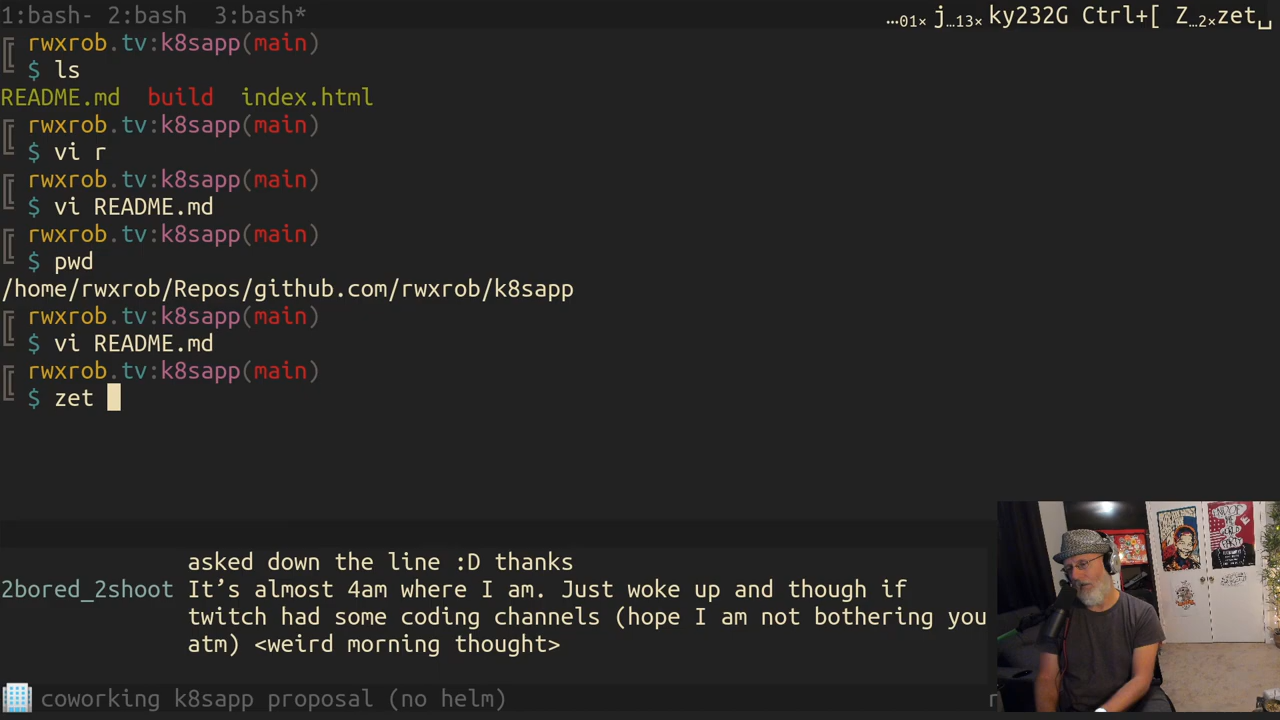 1:bash- 2:bash 3:bash*
…01× j…13× ky232G Ctrl+[ Z…2×zet␣
rwxrob.tv:k8sapp(main)
$ ls
README.md build index.html
rwxrob.tv:k8sapp(main)
$ vi r
rwxrob.tv:k8sapp(main)
$ vi README.md
rwxrob.tv:k8sapp(main)
$ pwd
/home/rwxrob/Repos/github.com/rwxrob/k8sapp
rwxrob.tv:k8sapp(main)
$ vi README.md
rwxrob.tv:k8sapp(main)
$ zet
asked down the line :D thanks
2bored_2shoot It’s almost 4am where I am. Just woke up and though if
twitch had some coding channels (hope I am not bothering you
atm) <weird morning thought>
coworking k8sapp proposal (no helm)